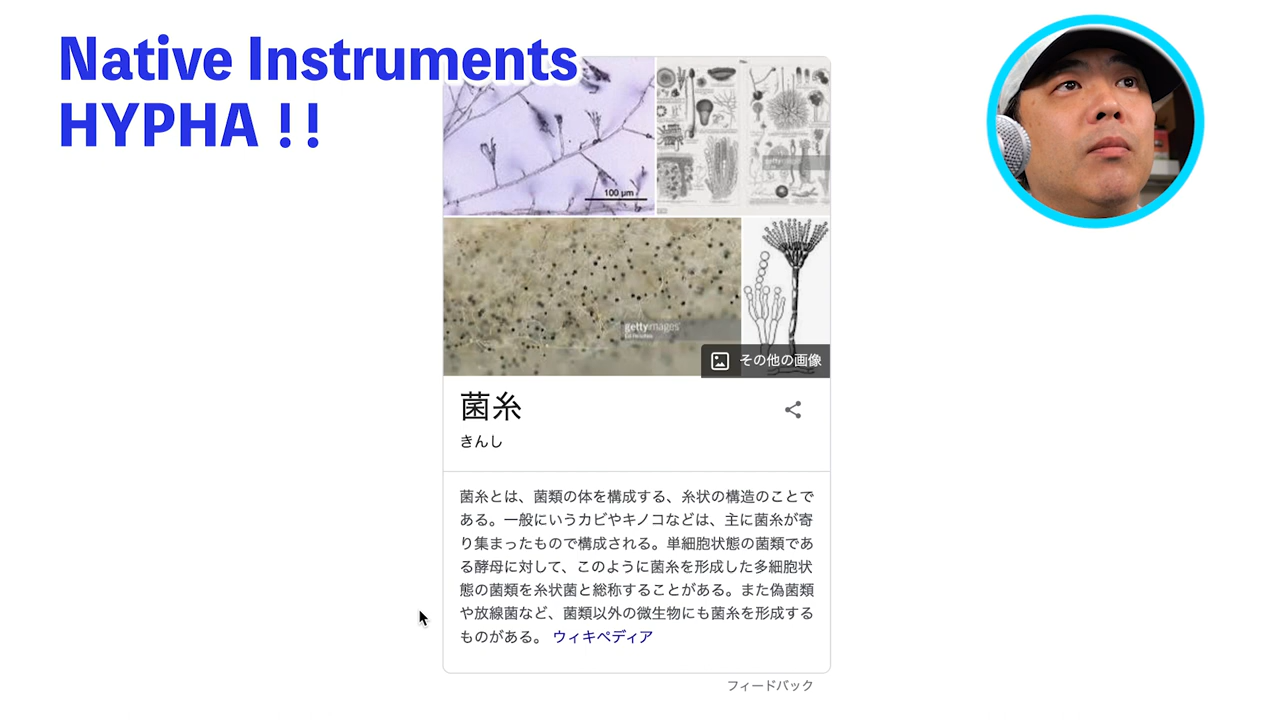 Native Instruments
HYPHA !!
100 μm
gettyimages
gettyimages
その他の画像
菌糸
きんし
菌糸とは、菌類の体を構成する、糸状の構造のことで
ある。一般にいうカビやキノコなどは、主に菌糸が寄
り集まったもので構成される。単細胞状態の菌類であ
る酵母に対して、このように菌糸を形成した多細胞状
態の菌類を糸状菌と総称することがある。また偽菌類
や放線菌など、菌類以外の微生物にも菌糸を形成する
ものがある。 ウィキペディア
フィードバック